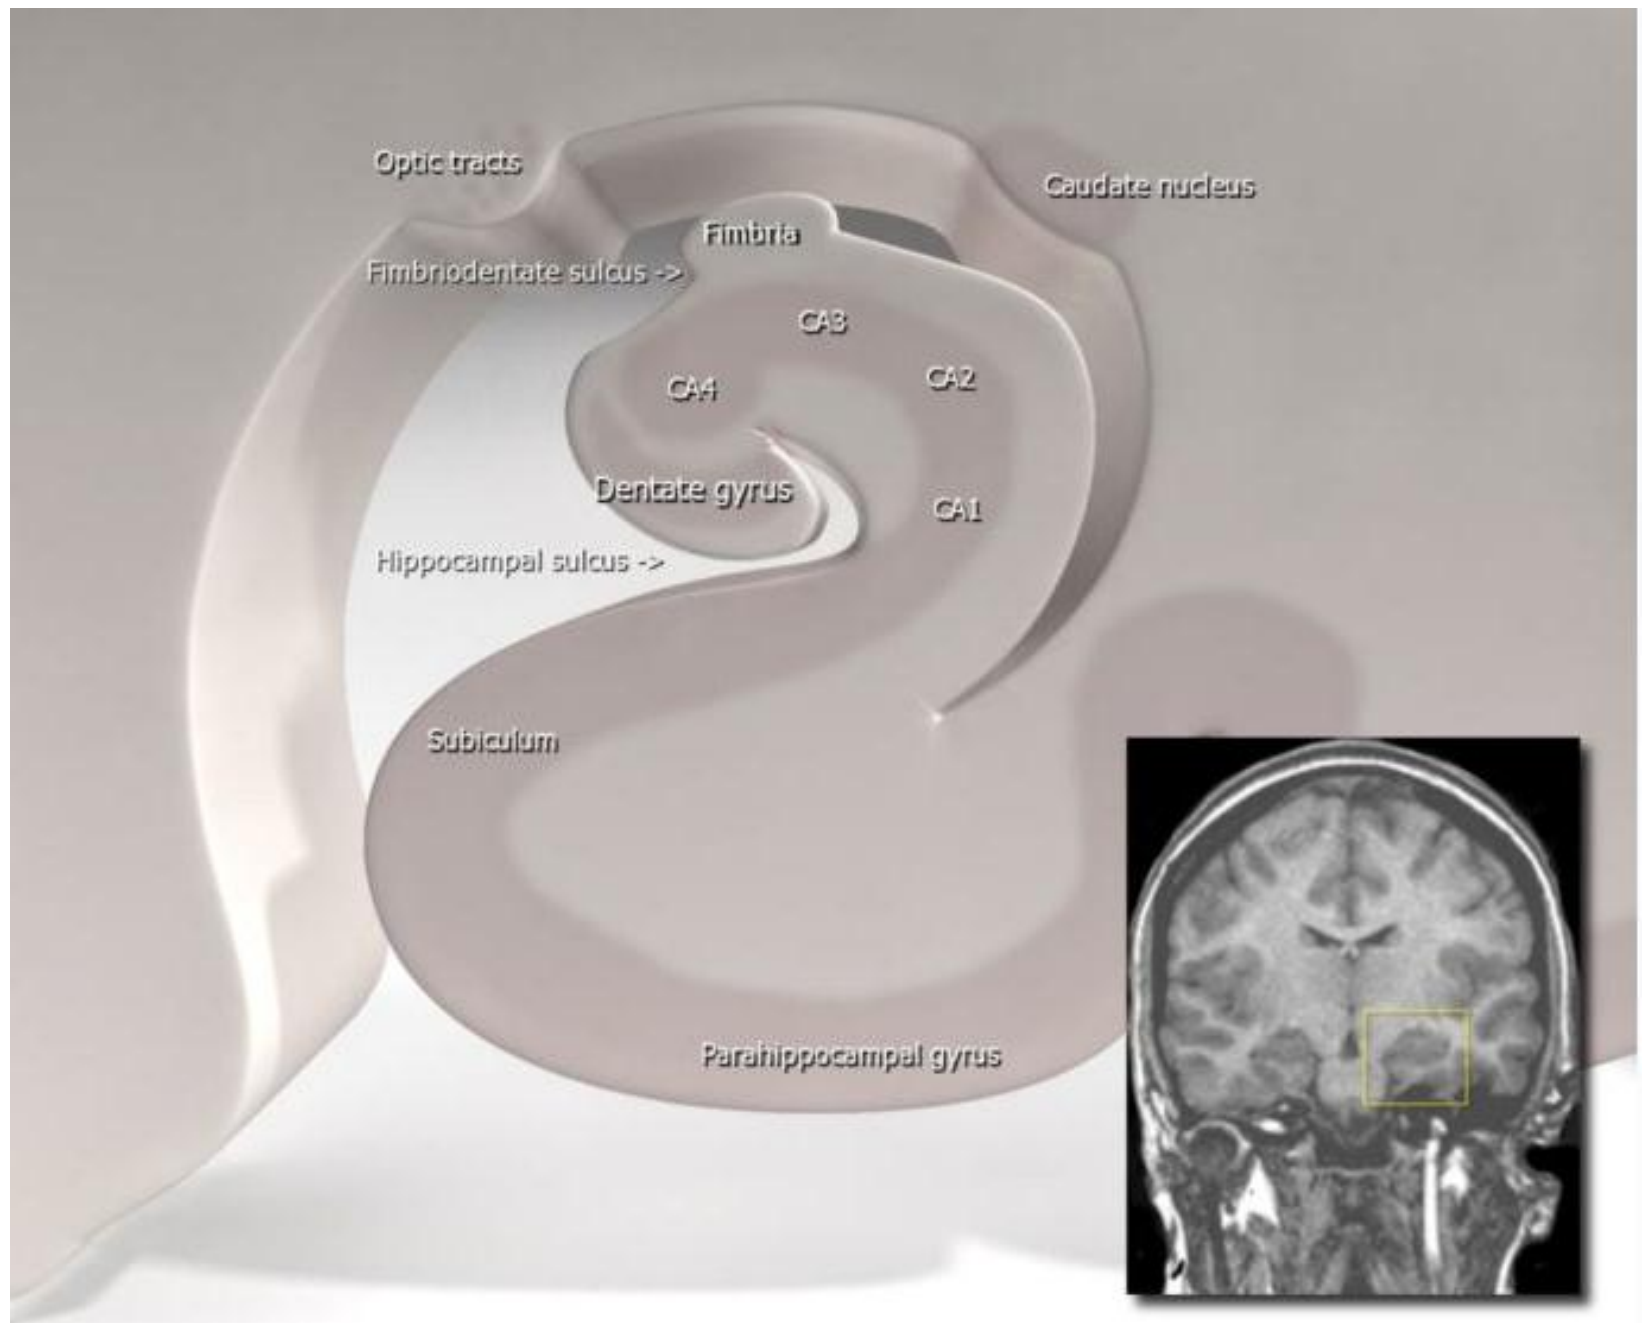 Optic tracts
Caudate nucleus
Fimbria
Fimbriodentate sulcus ->
CA3
CA2
CA4
Dentate gyrus
CA1
Hippocampal sulcus ->
Subiculum
Parahippocampal gyrus